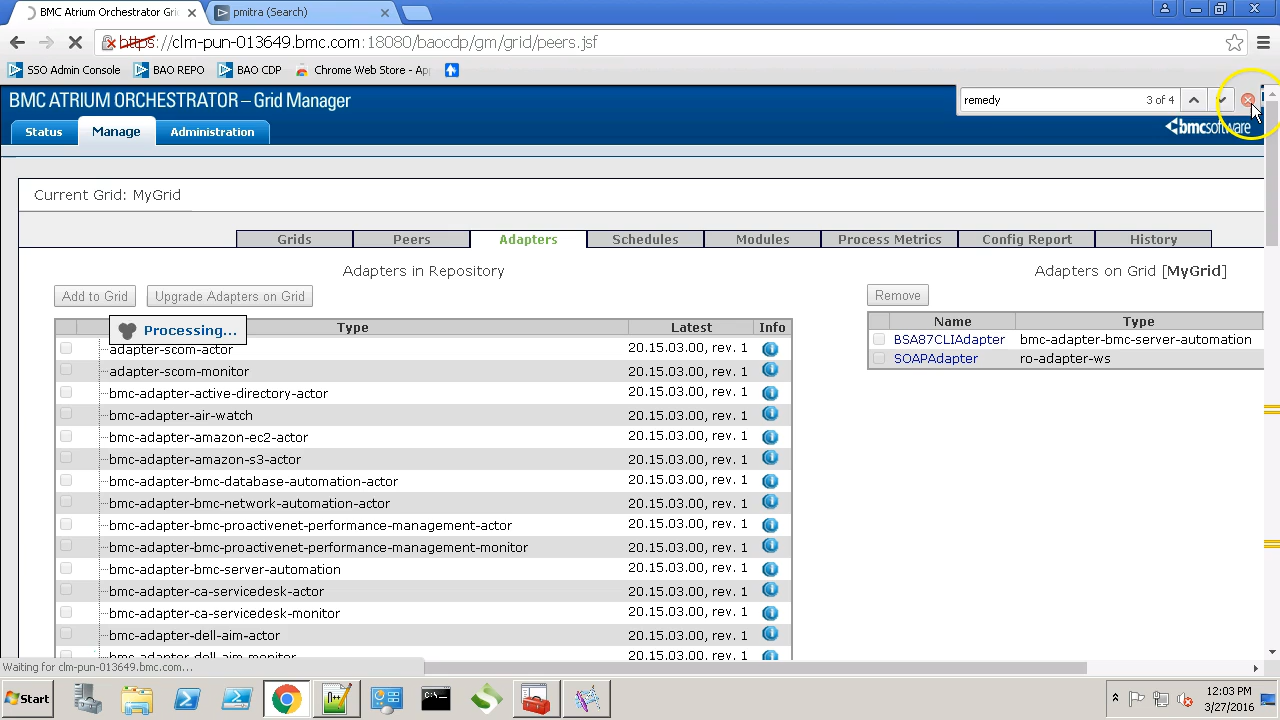 BMC Atrium Orchestrator Gri
pmitra (Search)
https://clm-pun-013649.bmc.com:18080/baocdp/gm/grid/peers.jsf
SSO Admin Console
BAO REPO
BAO CDP
Chrome Web Store - Ap
BMC ATRIUM ORCHESTRATOR – Grid Manager
remedy
3 of 4
Status
Manage
Administration
bmcsoftware
Current Grid: MyGrid
Grids
Peers
Adapters
Schedules
Modules
Process Metrics
Config Report
History
Adapters in Repository
Adapters on Grid [MyGrid]
Add to Grid
Upgrade Adapters on Grid
Remove
Processing...
Type
Latest
Info
Name
Type
adapter-scom-actor 20.15.03.00, rev. 1
BSA87CLIAdapter bmc-adapter-bmc-server-automation
adapter-scom-monitor 20.15.03.00, rev. 1
SOAPAdapter ro-adapter-ws
bmc-adapter-active-directory-actor 20.15.03.00, rev. 1
bmc-adapter-air-watch 20.15.03.00, rev. 1
bmc-adapter-amazon-ec2-actor 20.15.03.00, rev. 1
bmc-adapter-amazon-s3-actor 20.15.03.00, rev. 1
bmc-adapter-bmc-database-automation-actor 20.15.03.00, rev. 1
bmc-adapter-bmc-network-automation-actor 20.15.03.00, rev. 1
bmc-adapter-bmc-proactivenet-performance-management-actor 20.15.03.00, rev. 1
bmc-adapter-bmc-proactivenet-performance-management-monitor 20.15.03.00, rev. 1
bmc-adapter-bmc-server-automation 20.15.03.00, rev. 1
bmc-adapter-ca-servicedesk-actor 20.15.03.00, rev. 1
bmc-adapter-ca-servicedesk-monitor 20.15.03.00, rev. 1
bmc-adapter-dell-aim-actor 20.15.03.00, rev. 1
bmc-adapter-dell-aim-monitor 20.15.03.00, rev. 1
Waiting for clm-pun-013649.bmc.com...
Start
12:03 PM
3/27/2016